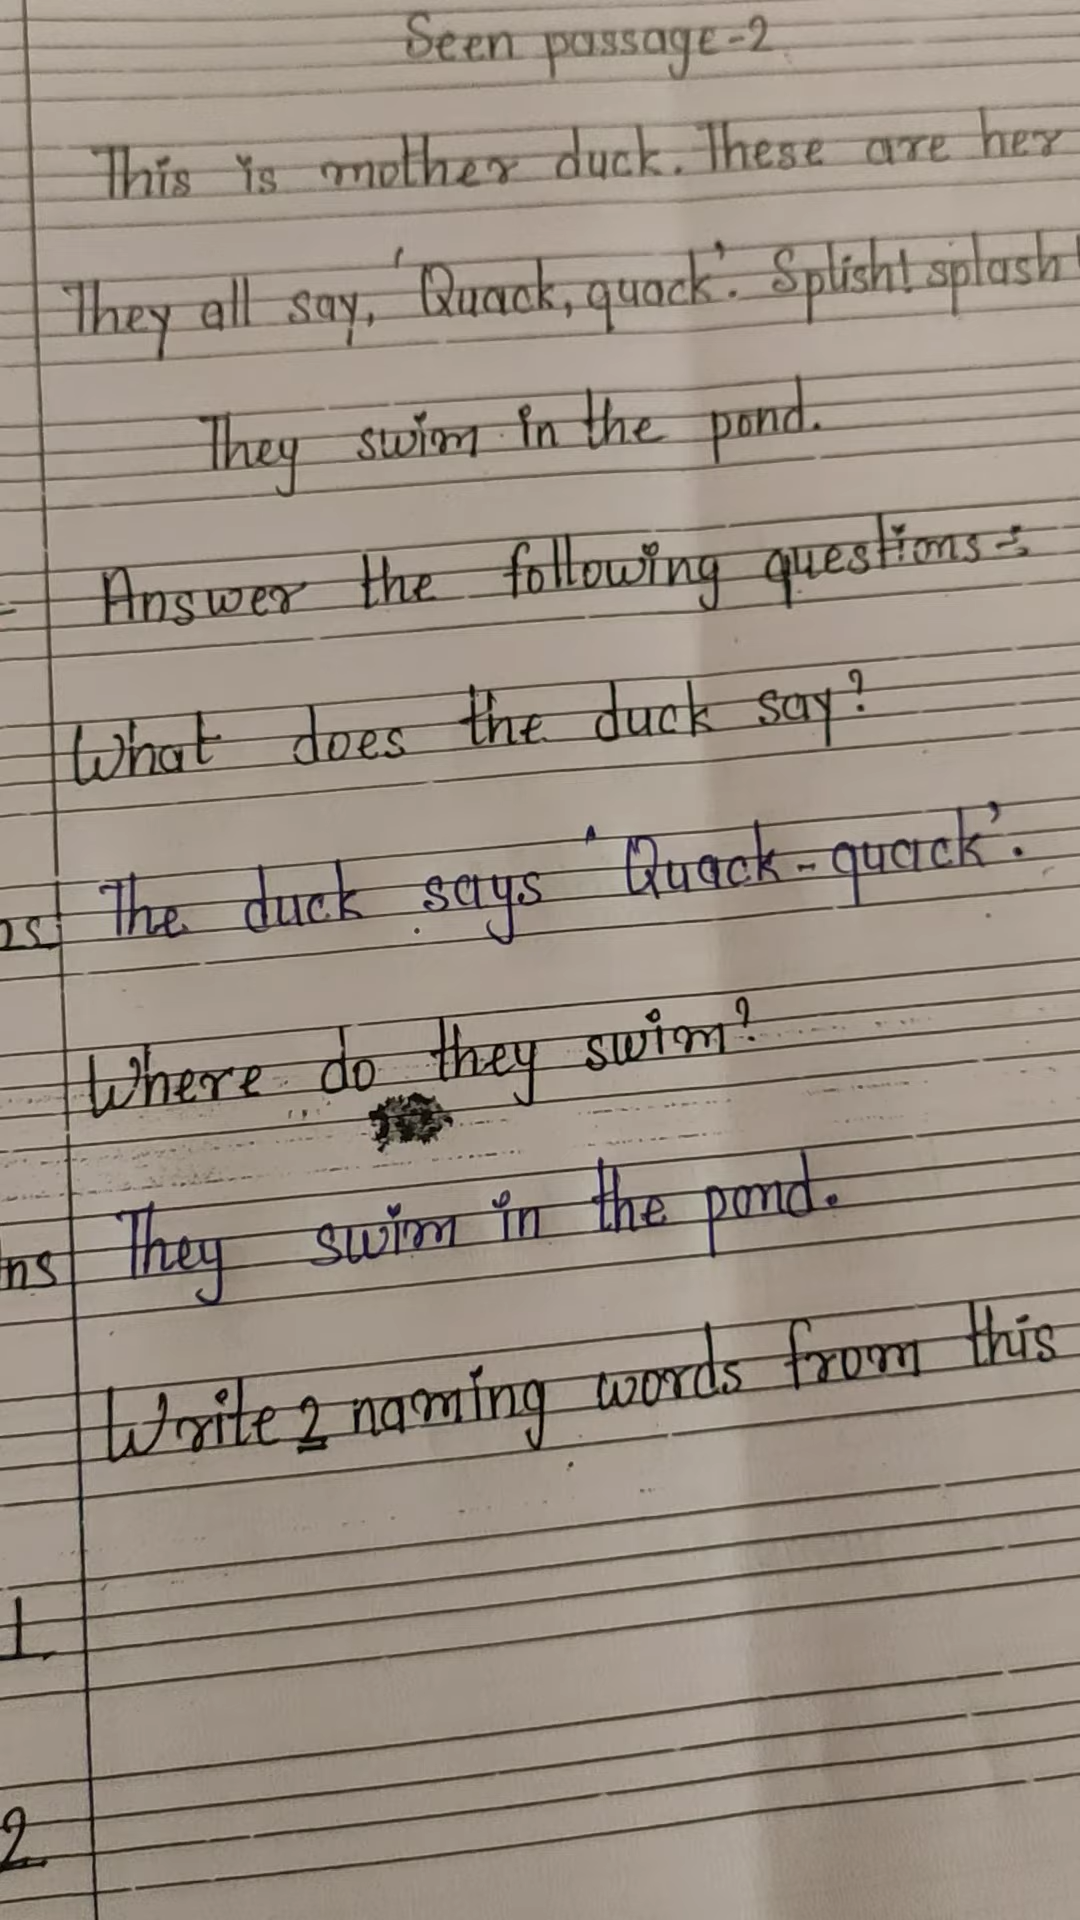 Seen passage-2
This is mother duck. These are her
They all say, 'Quack, quack'. Splish! splash!
They swim in the pond.
Answer the following questions :-
What does the duck say?
ns The duck says 'Quack-quack'.
Where do they swim?
ns They swim in the pond.
Write 2 naming words from this
1.
2